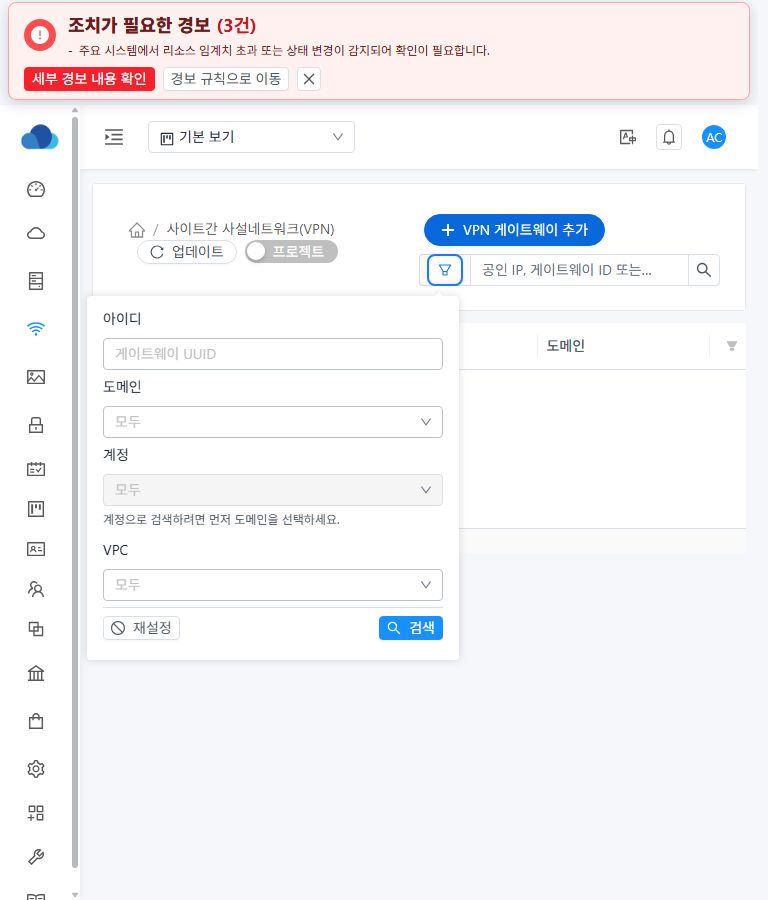 조치가 필요한 경보 (3건)
- 주요 시스템에서 리소스 임계치 초과 또는 상태 변경이 감지되어 확인이 필요합니다.
세부 경보 내용 확인 경보 규칙으로 이동
기본 보기
AC
/ 사이트간 사설네트워크(VPN)
업데이트 프로젝트
VPN 게이트웨이 추가
공인 IP, 게이트웨이 ID 또는...
아이디
게이트웨이 UUID
도메인
모두
계정
모두
계정으로 검색하려면 먼저 도메인을 선택하세요.
VPC
모두
재설정 검색
도메인